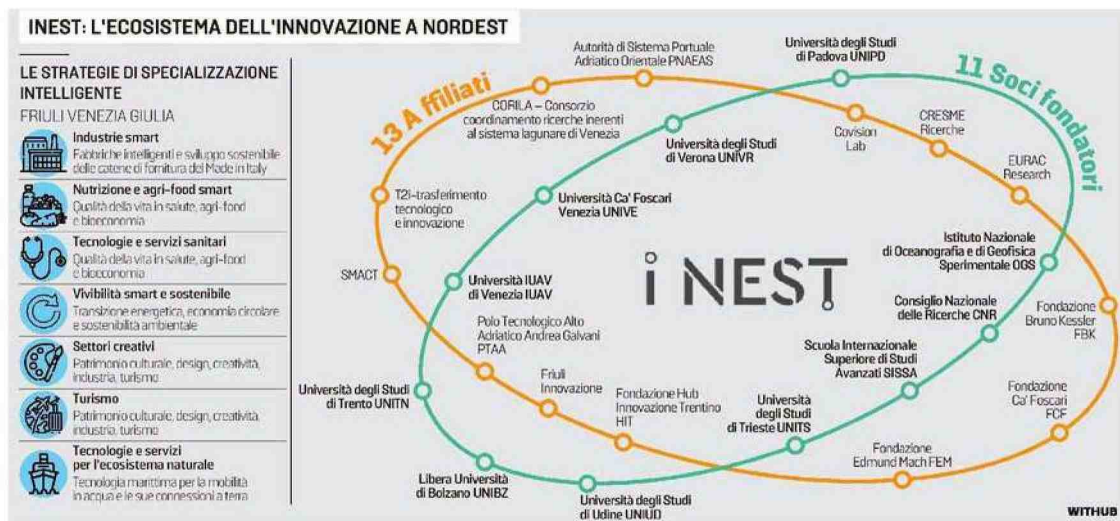 INEST: L'ECOSISTEMA DELL'INNOVAZIONE A NORDEST
LE STRATEGIE DI SPECIALIZZAZIONE
INTELLIGENTE
FRIULI VENEZIA GIULIA
Industrie smart
Fabbriche intelligenti e sviluppo sostenibile
delle catene di fornitura del Made in Italy
Nutrizione e agri-food smart
Qualità della vita in salute, agri-food
e bioeconomia
Tecnologie e servizi sanitari
Qualità della vita in salute, agri-food
e bioeconomia
Vivibilità smart e sostenibile
Transizione energetica, economia circolare
e sostenibilità ambientale
Settori creativi
Patrimonio culturale, design, creatività,
industria, turismo
Turismo
Patrimonio culturale, design, creatività,
industria, turismo
Tecnologie e servizi
per l'ecosistema naturale
Tecnologia marittima per la mobilità
in acqua e le sue connessioni a terra
13 A ffiliati
11 Soci fondatori
Autorità di Sistema Portuale
Adriatico Orientale PNAEAS
Università degli Studi
di Padova UNIPD
CORILA – Consorzio
coordinamento ricerche inerenti
al sistema lagunare di Venezia
Università degli Studi
di Verona UNIVR
Covision
Lab
CRESME
Ricerche
EURAC
Research
T2i-trasferimento
tecnologico
e innovazione
Università Ca' Foscari
Venezia UNIVE
Istituto Nazionale
di Oceanografia e di Geofisica
Sperimentale OGS
SMACT
Università IUAV
di Venezia IUAV
i NEST
Consiglio Nazionale
delle Ricerche CNR
Fondazione
Bruno Kessler
FBK
Polo Tecnologico Alto
Adriatico Andrea Galvani
PTAA
Scuola Internazionale
Superiore di Studi
Avanzati SISSA
Università degli Studi
di Trento UNITN
Friuli
Innovazione
Fondazione Hub
Innovazione Trentino
HIT
Università
degli Studi
di Trieste UNITS
Fondazione
Ca' Foscari
FCF
Fondazione
Edmund Mach FEM
Libera Università
di Bolzano UNIBZ
Università degli Studi
di Udine UNIUD
WITHUB